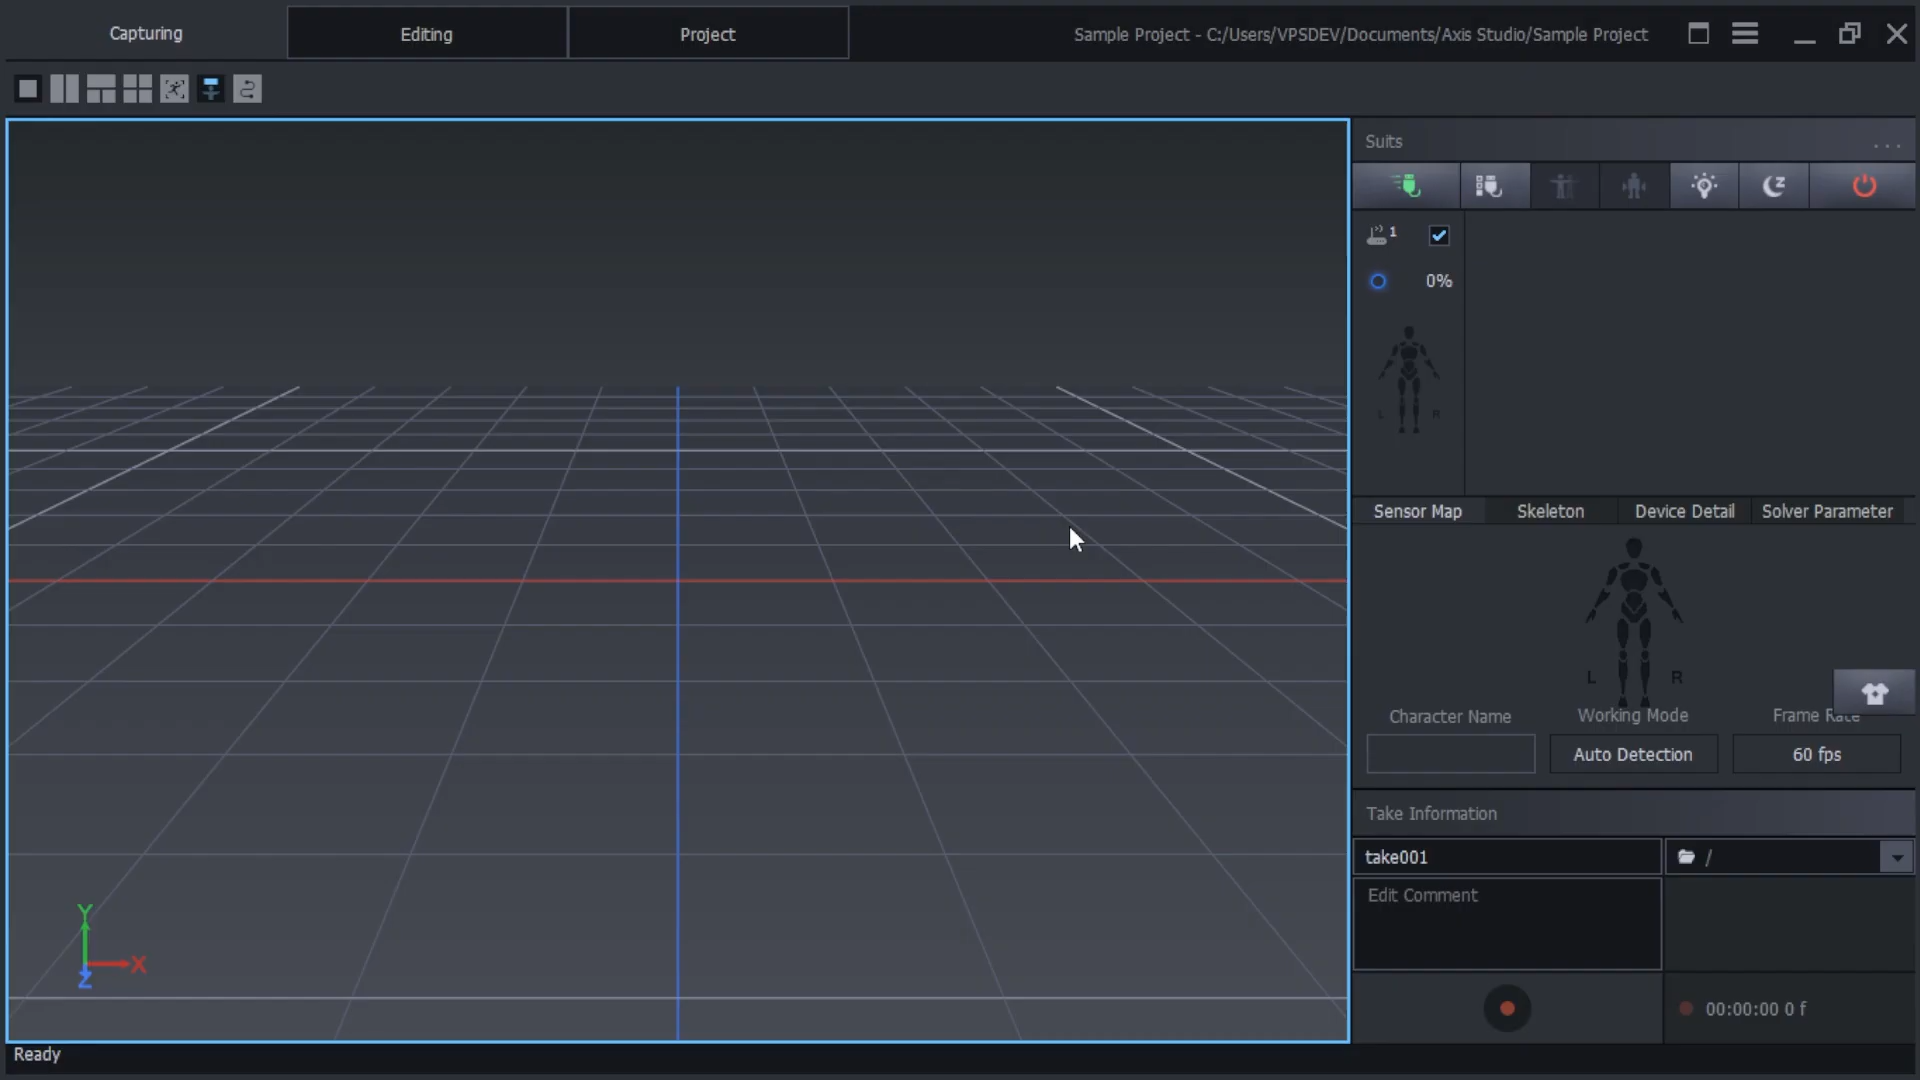 Capturing
Editing
Project
Sample Project - C:/Users/VPSDEV/Documents/Axis Studio/Sample Project
Suits
...
1
0%
L R
Sensor Map
Skeleton
Device Detail
Solver Parameter
L R
Character Name
Working Mode
Frame Rate
Auto Detection
60 fps
Take Information
take001
/
Edit Comment
Y
X
Z
00:00:00 0 f
Ready